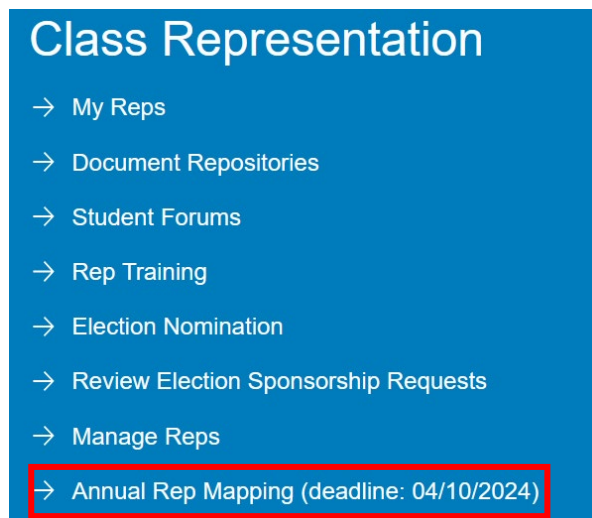 Class Representation
→ My Reps
→ Document Repositories
→ Student Forums
→ Rep Training
→ Election Nomination
→ Review Election Sponsorship Requests
→ Manage Reps
→ Annual Rep Mapping (deadline: 04/10/2024)